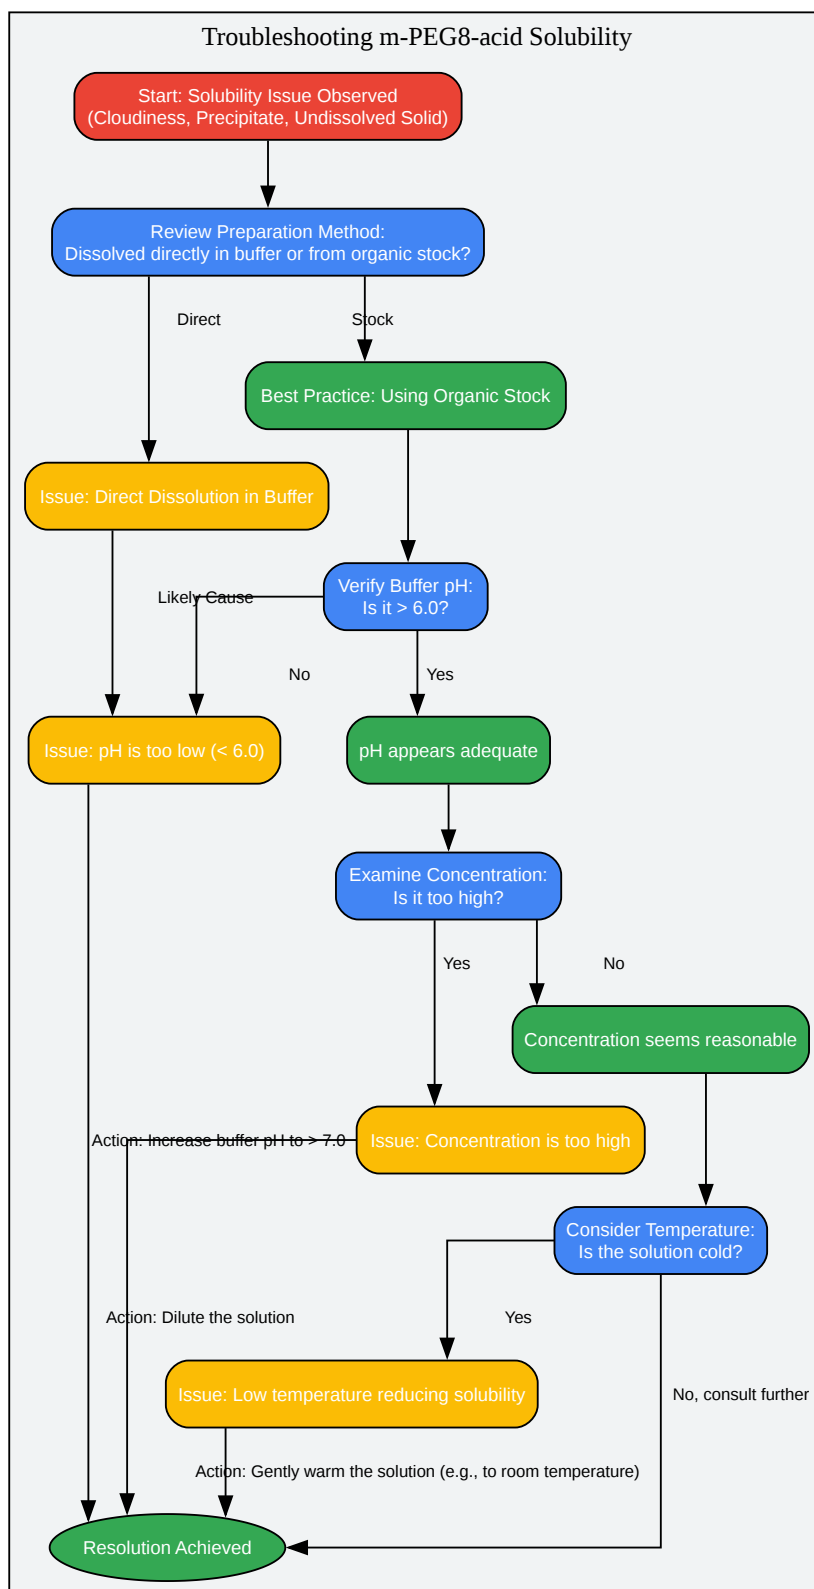 Troubleshooting m-PEG8-acid Solubility
Start: Solubility Issue Observed
(Cloudiness, Precipitate, Undissolved Solid)
Review Preparation Method:
Dissolved directly in buffer or from organic stock?
Direct
Stock
Best Practice: Using Organic Stock
Issue: Direct Dissolution in Buffer
Verify Buffer pH:
Is it > 6.0?
Likely Cause
No
Yes
Issue: pH is too low (< 6.0)
pH appears adequate
Examine Concentration:
Is it too high?
Yes
No
Concentration seems reasonable
Action: Increase buffer pH to > 7.0
Issue: Concentration is too high
Consider Temperature:
Is the solution cold?
Action: Dilute the solution
Yes
Issue: Low temperature reducing solubility
No, consult further
Action: Gently warm the solution (e.g., to room temperature)
Resolution Achieved